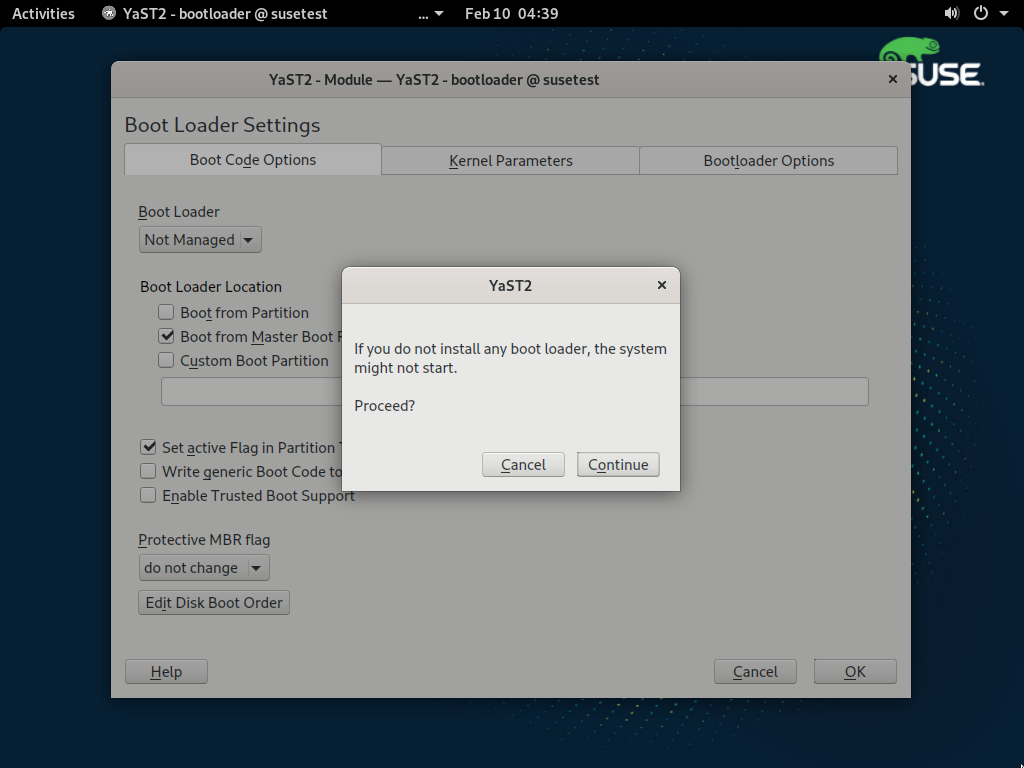 Activities
YaST2 - bootloader @ susetest
...
Feb 10 04:39
SUSE
YaST2 - Module — YaST2 - bootloader @ susetest
Boot Loader Settings
Boot Code Options
Kernel Parameters
Bootloader Options
Boot Loader
Not Managed
Boot Loader Location
Boot from Partition
Boot from Master Boot
Custom Boot Partition
Set active Flag in Partition
Write generic Boot Code to
Enable Trusted Boot Support
Protective MBR flag
do not change
Edit Disk Boot Order
Help
Cancel
OK
YaST2
If you do not install any boot loader, the system
might not start.
Proceed?
Cancel
Continue